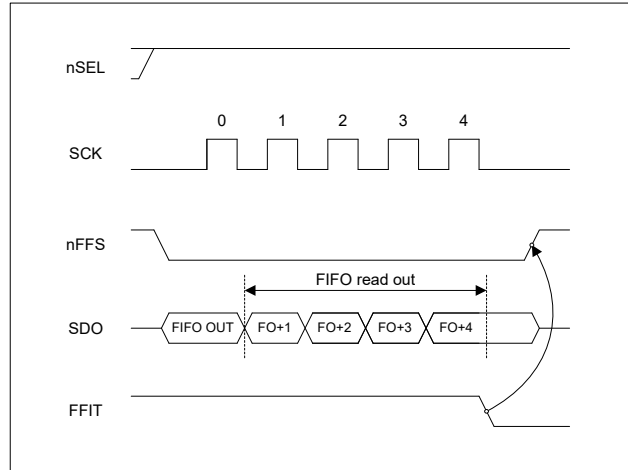 nSEL
0 1 2 3 4
SCK
nFFS
FIFO read out
SDO FIFO OUT FO+1 FO+2 FO+3 FO+4
FFIT